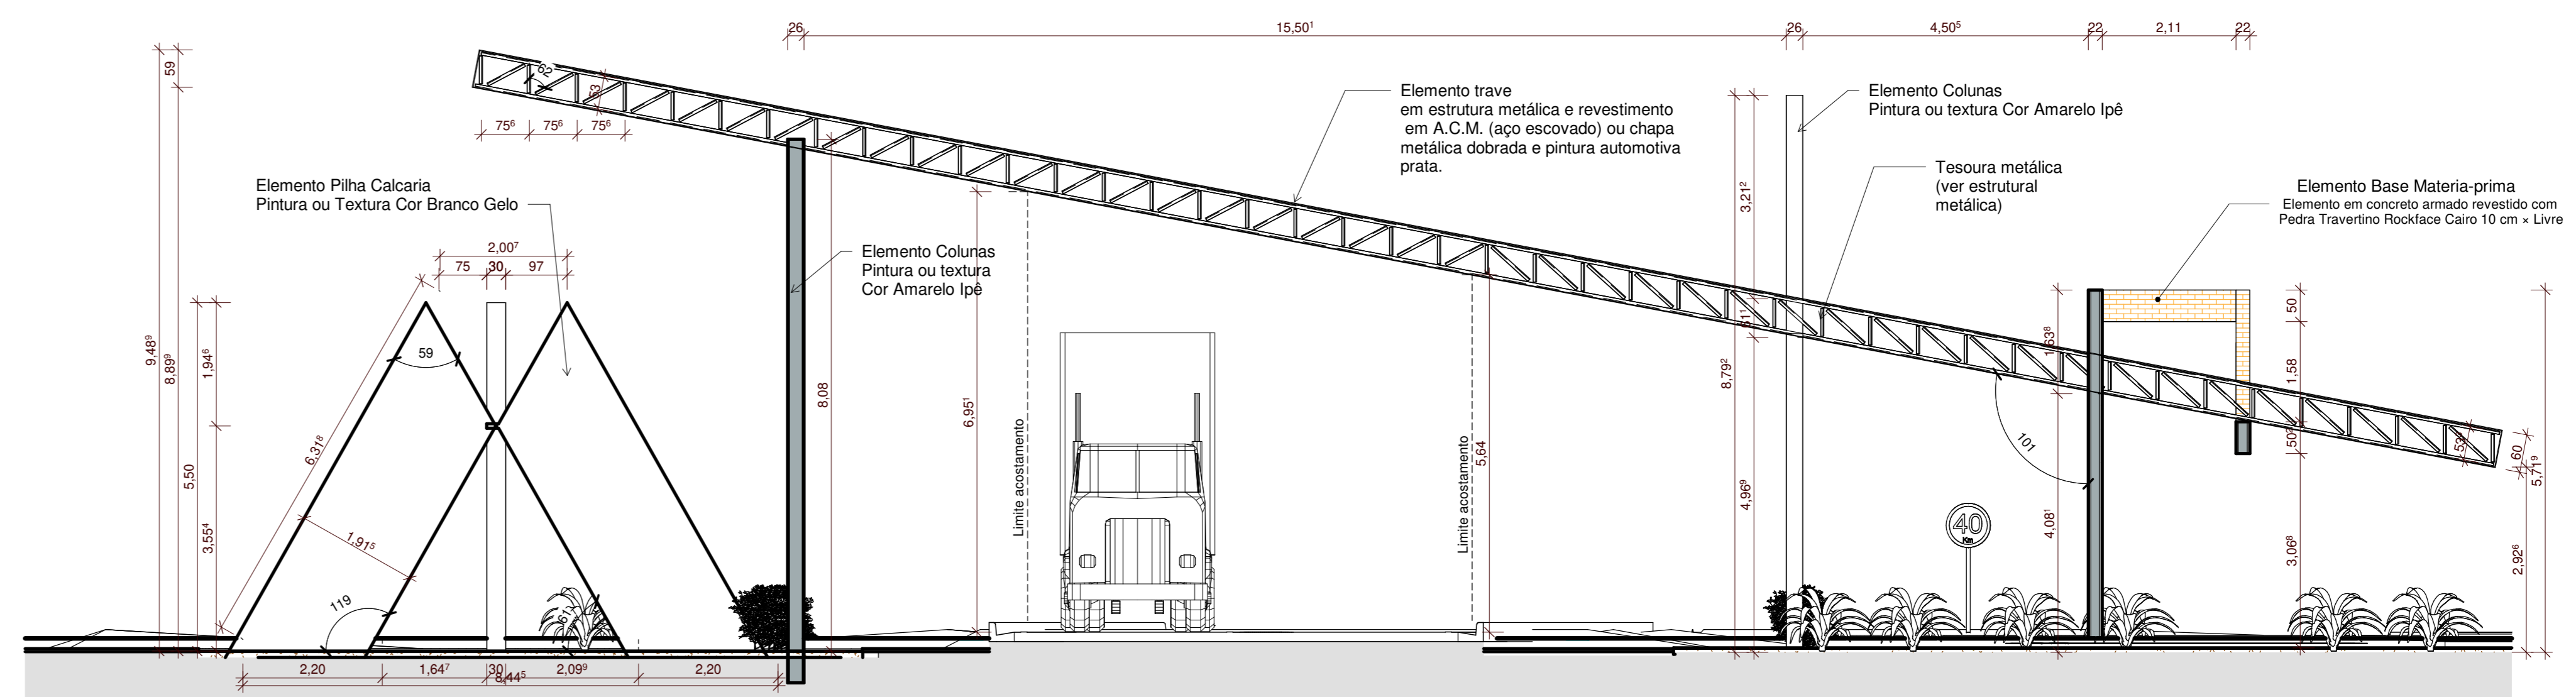 26
15,50¹
26
4,50⁵
22
2,11
22
59
62
53
75⁶
75⁶
75⁶
Elemento trave
em estrutura metálica e revestimento
em A.C.M. (aço escovado) ou chapa
metálica dobrada e pintura automotiva
prata.
Elemento Colunas
Pintura ou textura Cor Amarelo Ipê
Tesoura metálica
(ver estrutural
metálica)
Elemento Base Materia-prima
Elemento em concreto armado revestido com
Pedra Travertino Rockface Cairo 10 cm × Livre
Elemento Pilha Calcaria
Pintura ou Textura Cor Branco Gelo
Elemento Colunas
Pintura ou textura
Cor Amarelo Ipê
2,00⁷
75
30
97
9,48⁹
8,89⁹
5,50
1,94⁶
3,55⁴
59
6,31⁸
1,91⁵
119
61
8,08
6,95¹
Limite acostamento
Limite acostamento
5,64
3,21²
51¹
8,79²
4,96⁹
1,63⁸
4,08¹
101
40
Km
50
1,58
50²
3,06⁸
53
60
5,71⁹
2,92⁶
2,20
1,64⁷
30
2,09⁹
2,20
8,44⁵